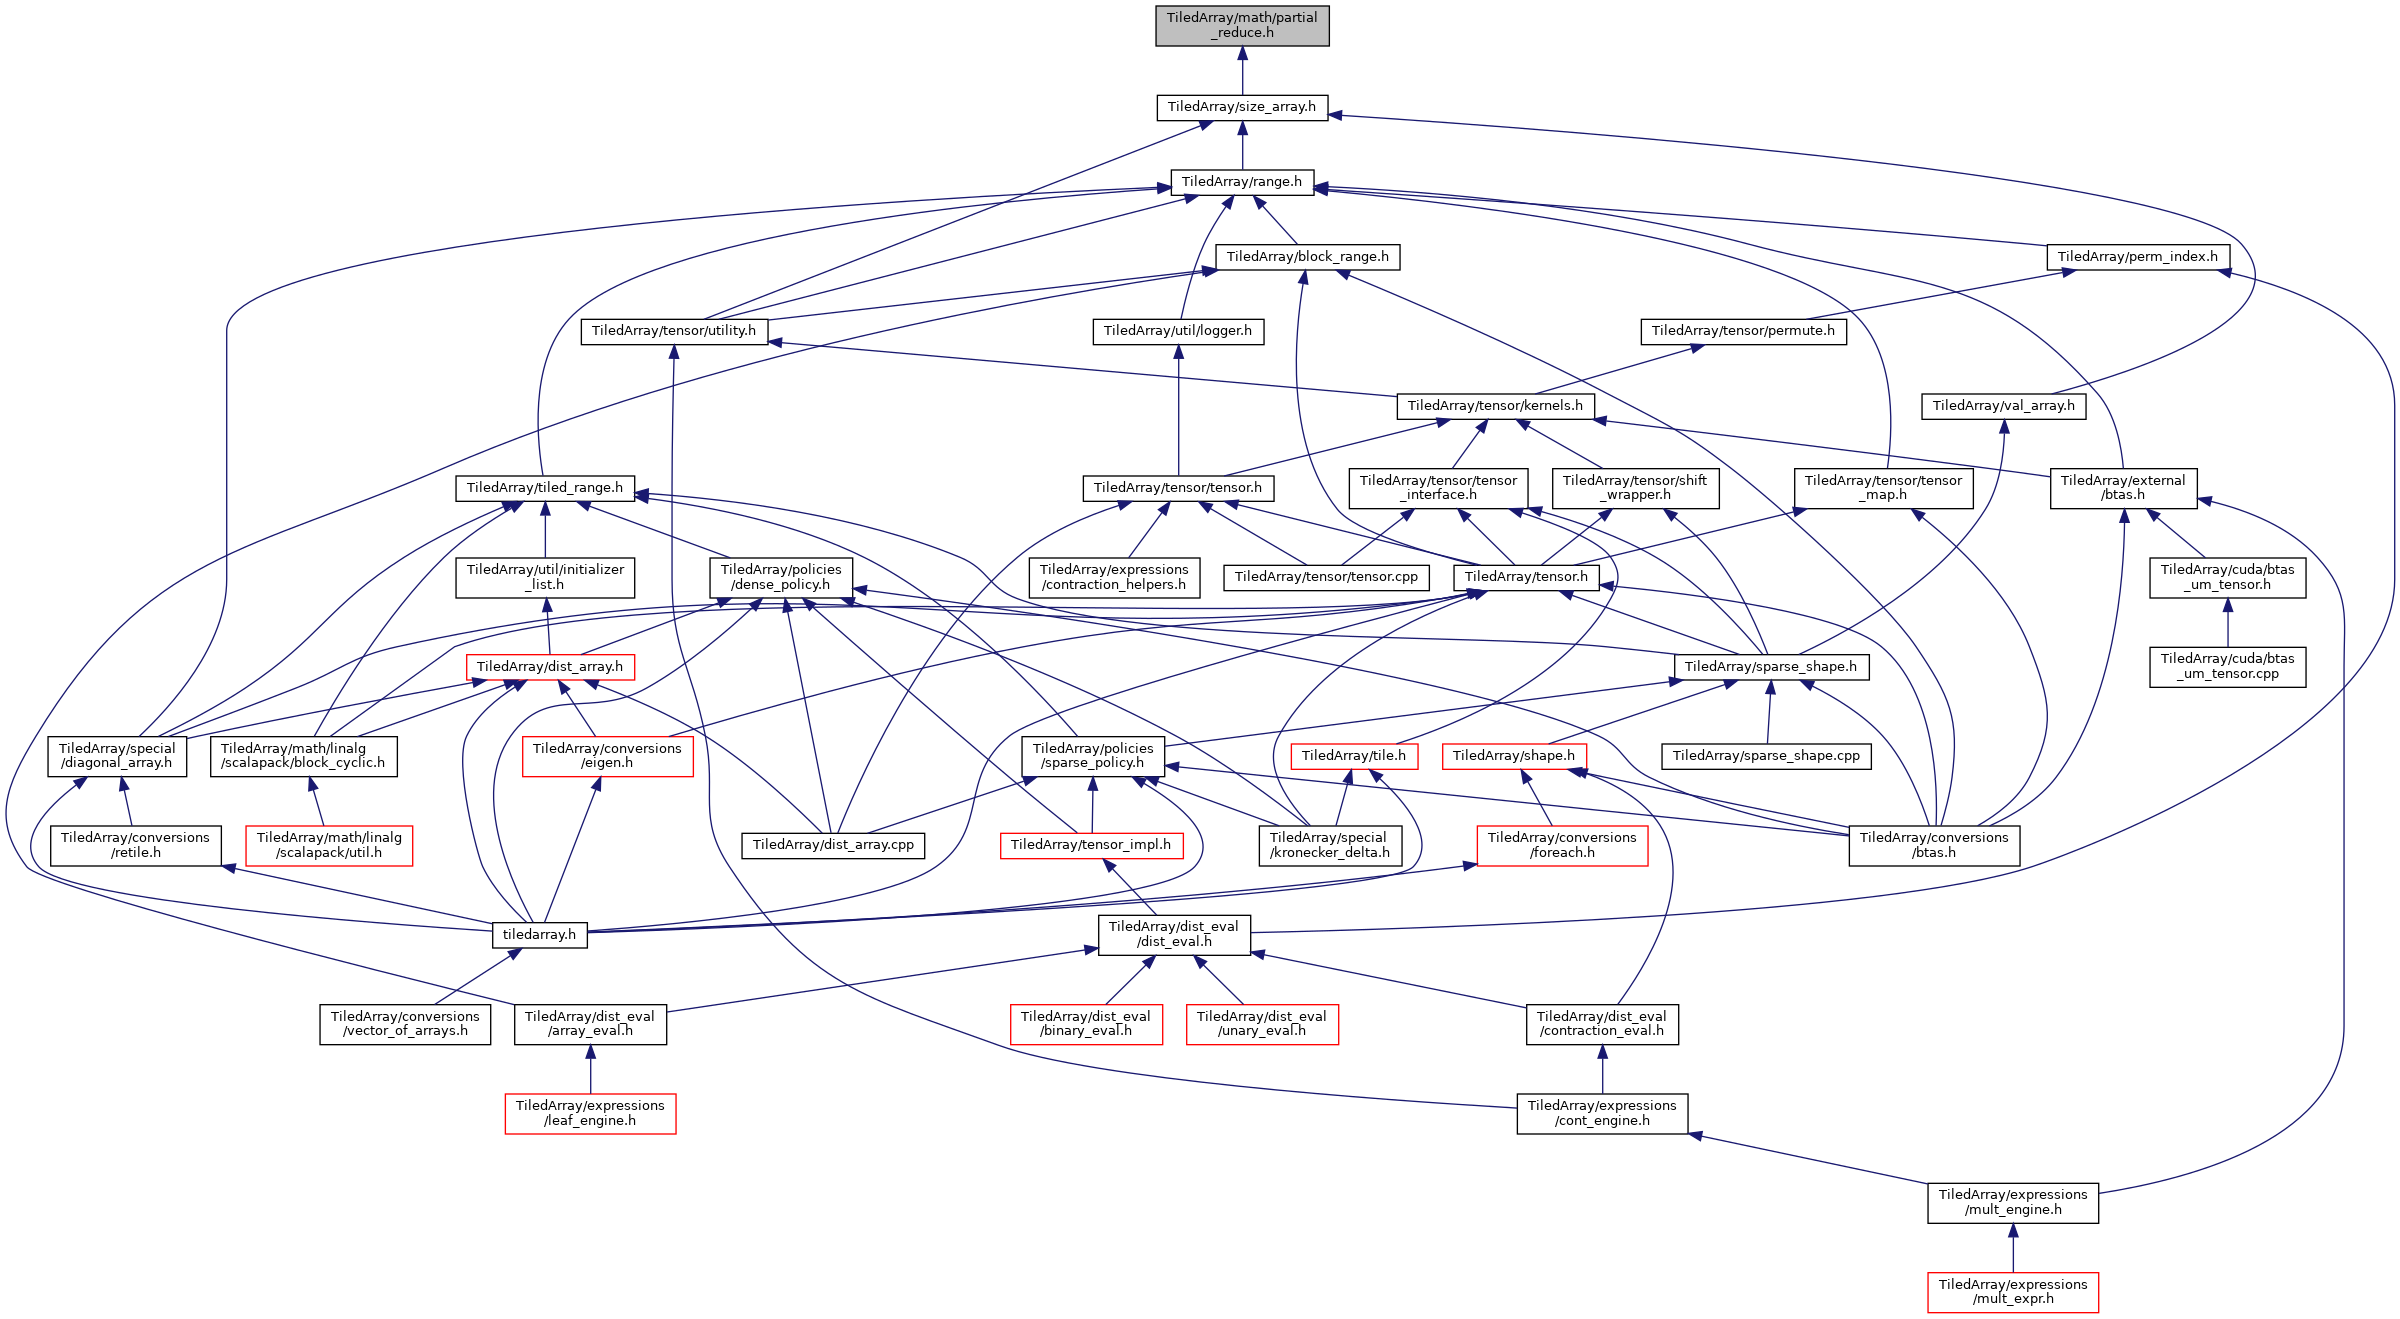 TiledArray/math/partial
_reduce.h
TiledArray/size_array.h
TiledArray/range.h
TiledArray/block_range.h
TiledArray/perm_index.h
TiledArray/tensor/utility.h
TiledArray/util/logger.h
TiledArray/tensor/permute.h
TiledArray/tensor/kernels.h
TiledArray/val_array.h
TiledArray/tiled_range.h
TiledArray/tensor/tensor.h
TiledArray/tensor/tensor
_interface.h
TiledArray/tensor/shift
_wrapper.h
TiledArray/tensor/tensor
_map.h
TiledArray/external
/btas.h
TiledArray/util/initializer
_list.h
TiledArray/policies
/dense_policy.h
TiledArray/expressions
/contraction_helpers.h
TiledArray/tensor/tensor.cpp
TiledArray/tensor.h
TiledArray/cuda/btas
_um_tensor.h
TiledArray/dist_array.h
TiledArray/sparse_shape.h
TiledArray/cuda/btas
_um_tensor.cpp
TiledArray/special
/diagonal_array.h
TiledArray/math/linalg
/scalapack/block_cyclic.h
TiledArray/conversions
/eigen.h
TiledArray/policies
/sparse_policy.h
TiledArray/tile.h
TiledArray/shape.h
TiledArray/sparse_shape.cpp
TiledArray/conversions
/retile.h
TiledArray/math/linalg
/scalapack/util.h
TiledArray/dist_array.cpp
TiledArray/tensor_impl.h
TiledArray/special
/kronecker_delta.h
TiledArray/conversions
/foreach.h
TiledArray/conversions
/btas.h
tiledarray.h
TiledArray/dist_eval
/dist_eval.h
TiledArray/conversions
/vector_of_arrays.h
TiledArray/dist_eval
/array_eval.h
TiledArray/dist_eval
/binary_eval.h
TiledArray/dist_eval
/unary_eval.h
TiledArray/dist_eval
/contraction_eval.h
TiledArray/expressions
/leaf_engine.h
TiledArray/expressions
/cont_engine.h
TiledArray/expressions
/mult_engine.h
TiledArray/expressions
/mult_expr.h